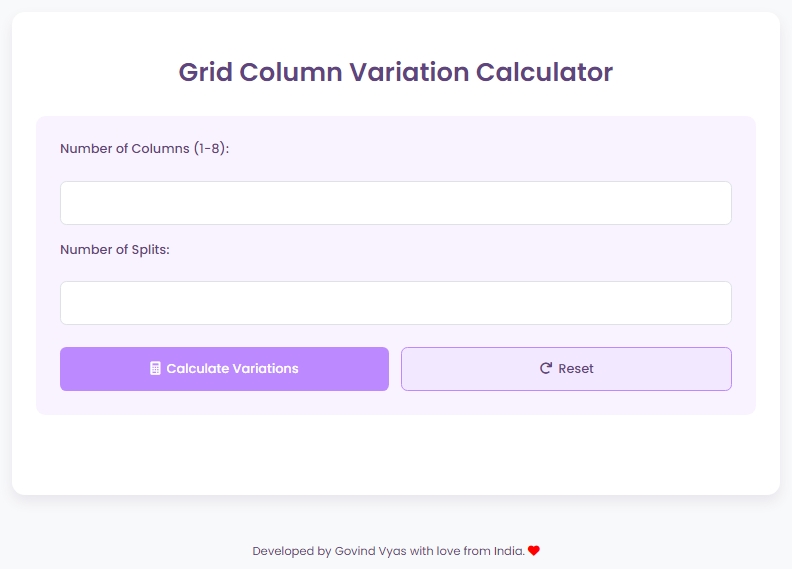 Grid Column Variation Calculator
Number of Columns (1-8):
Number of Splits:
Calculate Variations
Reset
Developed by Govind Vyas with love from India.